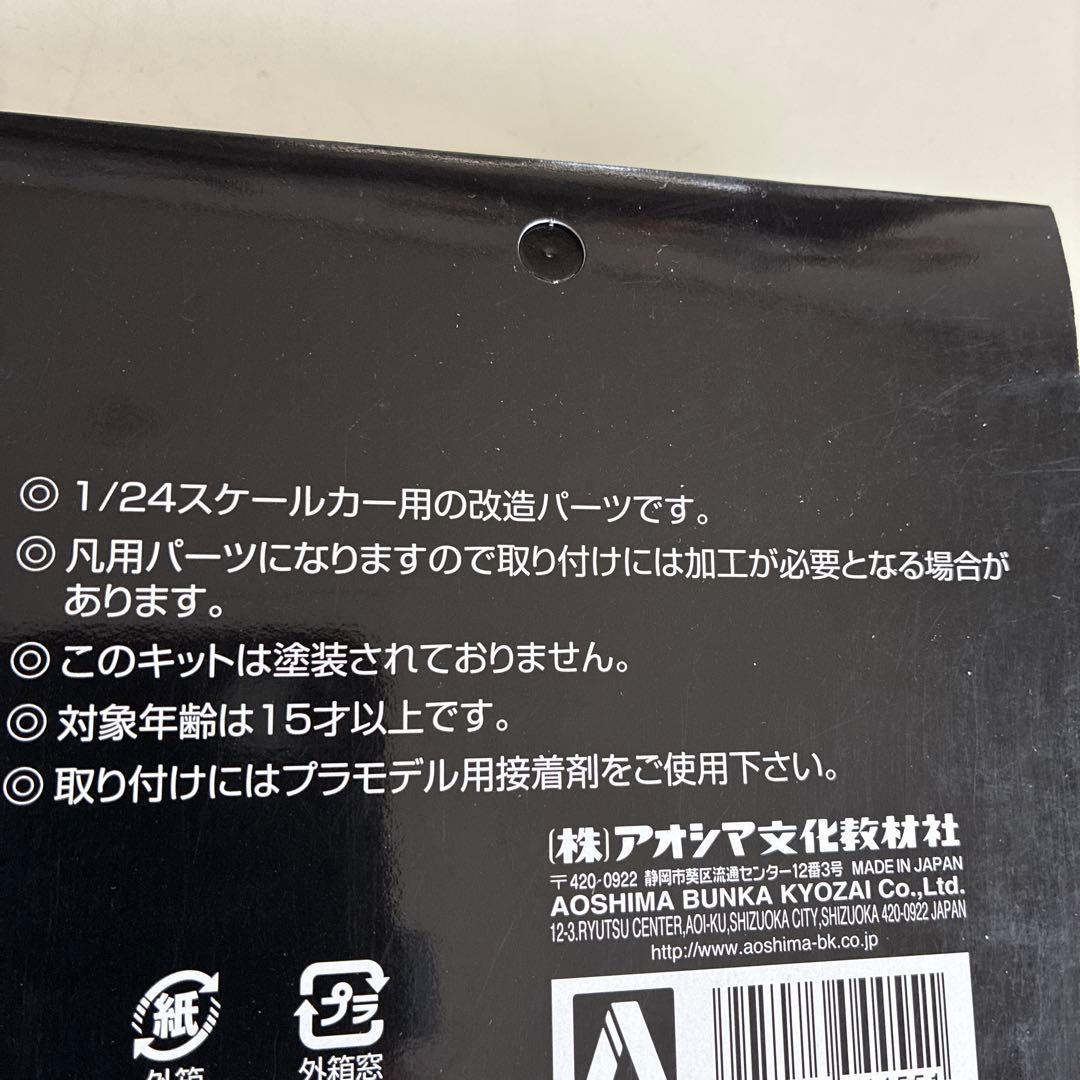 ◎ 1/24スケールカー用の改造パーツです。
◎ 凡用パーツになりますので取り付けには加工が必要となる場合が
あります。
◎ このキットは塗装されておりません。
◎ 対象年齢は15才以上です。
◎ 取り付けにはプラモデル用接着剤をご使用下さい。
(株)アオシマ文化教材社
〒420-0922 静岡市葵区流通センター12番3号 MADE IN JAPAN
AOSHIMA BUNKA KYOZAI Co.,Ltd.
12-3.RYUTSU CENTER,AOI-KU,SHIZUOKA CITY,SHIZUOKA 420-0922 JAPAN
http://www.aoshima-bk.co.jp
紙
プラ
外箱
外箱窓